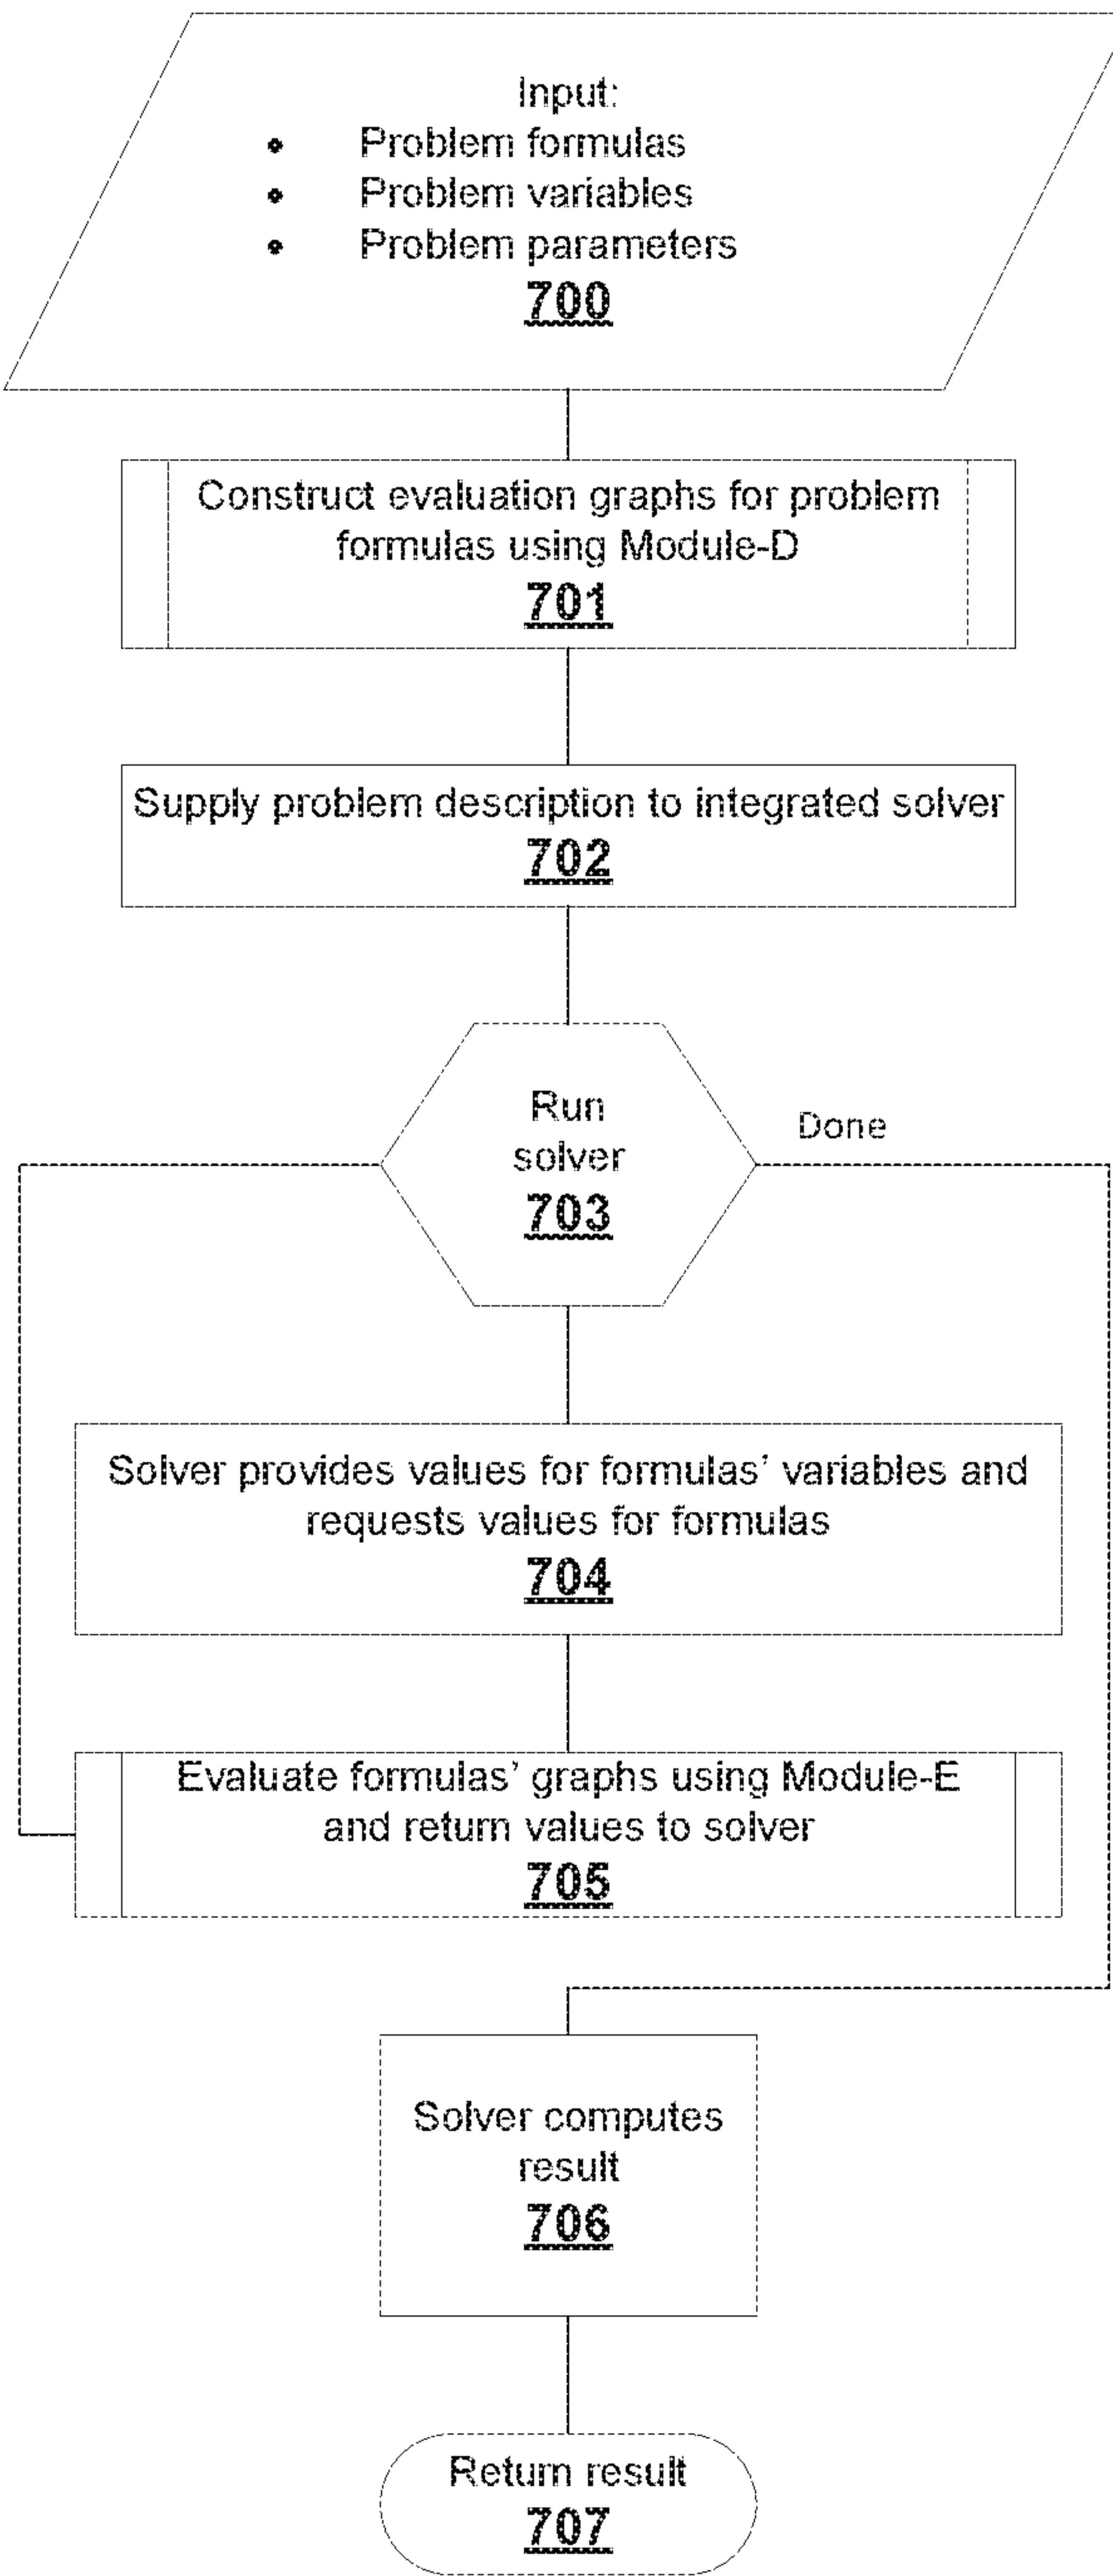 Input:
• Problem formulas
• Problem variables
• Problem parameters
700
Construct evaluation graphs for problem
formulas using Module-D
701
Supply problem description to integrated solver
702
Run
solver
703
Done
Solver provides values for formulas’ variables and
requests values for formulas
704
Evaluate formulas’ graphs using Module-E
and return values to solver
705
Solver computes
result
706
Return result
707